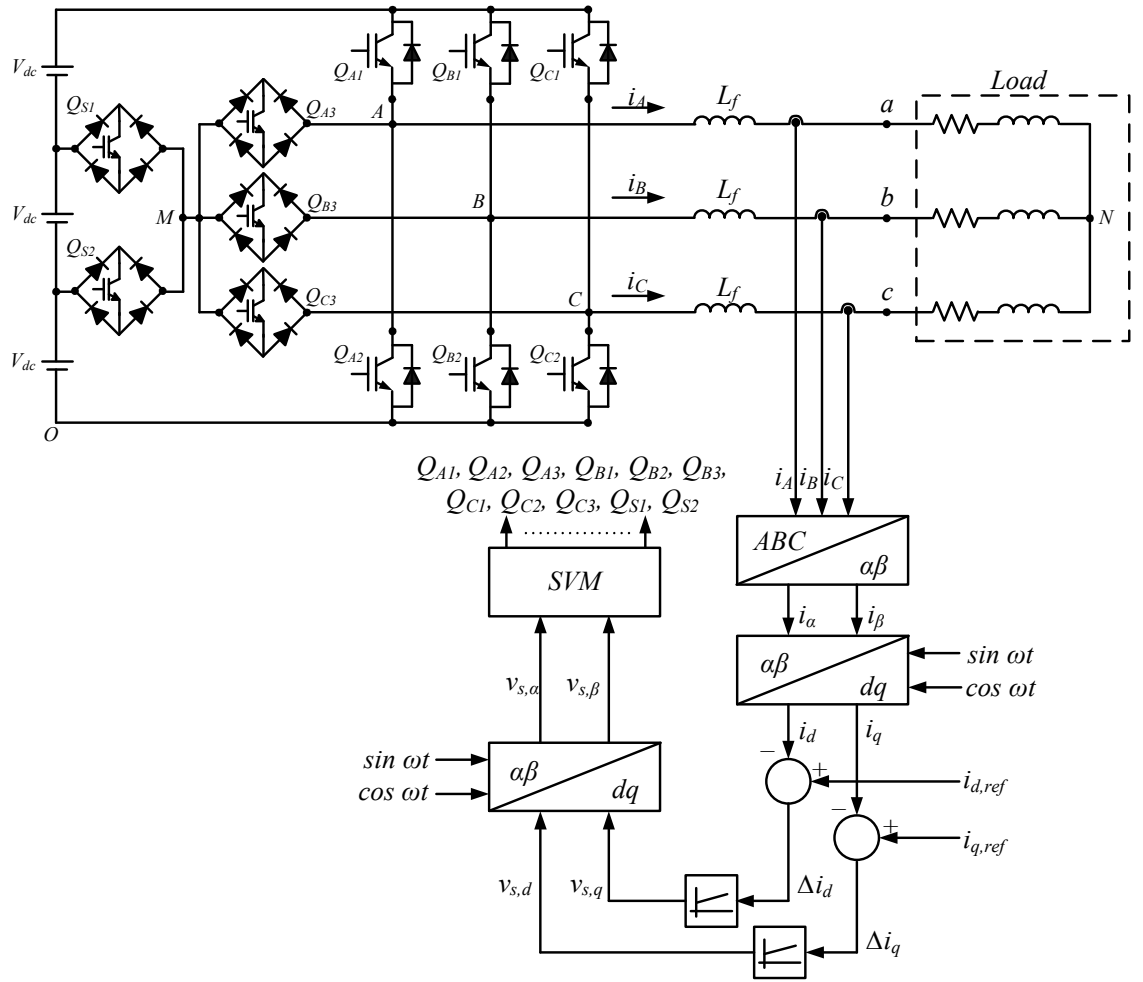 Load
V_dc
Q_S1
Q_A3
Q_A1
Q_B1
Q_C1
A
i_A
L_f
a
V_dc
M
Q_B3
B
i_B
L_f
b
N
Q_S2
Q_C3
C
i_C
L_f
c
V_dc
Q_A2
Q_B2
Q_C2
O
Q_A1, Q_A2, Q_A3, Q_B1, Q_B2, Q_B3,
Q_C1, Q_C2, Q_C3, Q_S1, Q_S2
...............
i_A i_B i_C
ABC
αβ
SVM
i_α
i_β
αβ
dq
sin ωt
cos ωt
v_s,α
v_s,β
i_d
i_q
sin ωt
cos ωt
αβ
dq
−
+
i_d,ref
−
+
i_q,ref
v_s,d
v_s,q
Δi_d
Δi_q